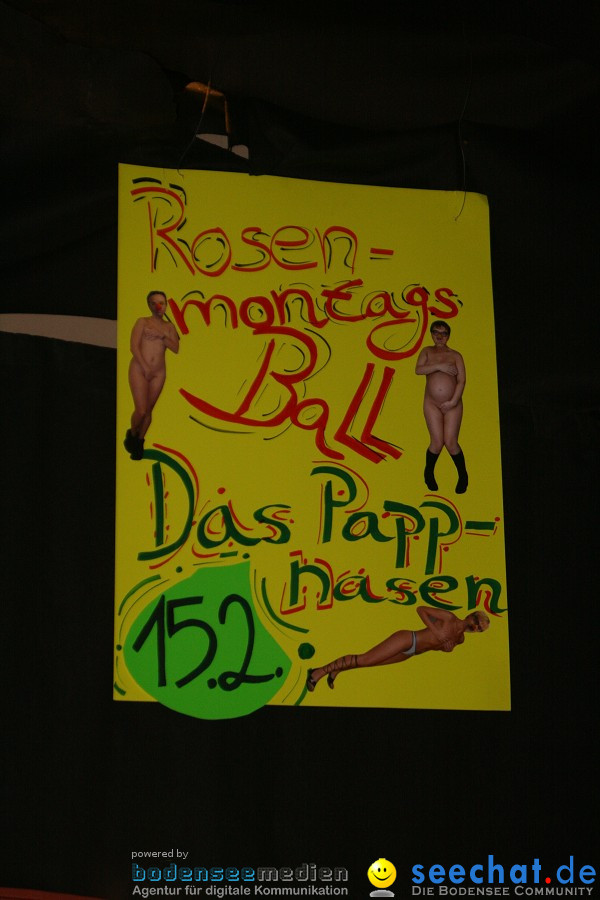 Rosen-
montags
Ball
Das Papp-
nasen
15.2.
powered by
bodenseemedien
Agentur für digitale Kommunikation
seechat.de
Die Bodensee Community